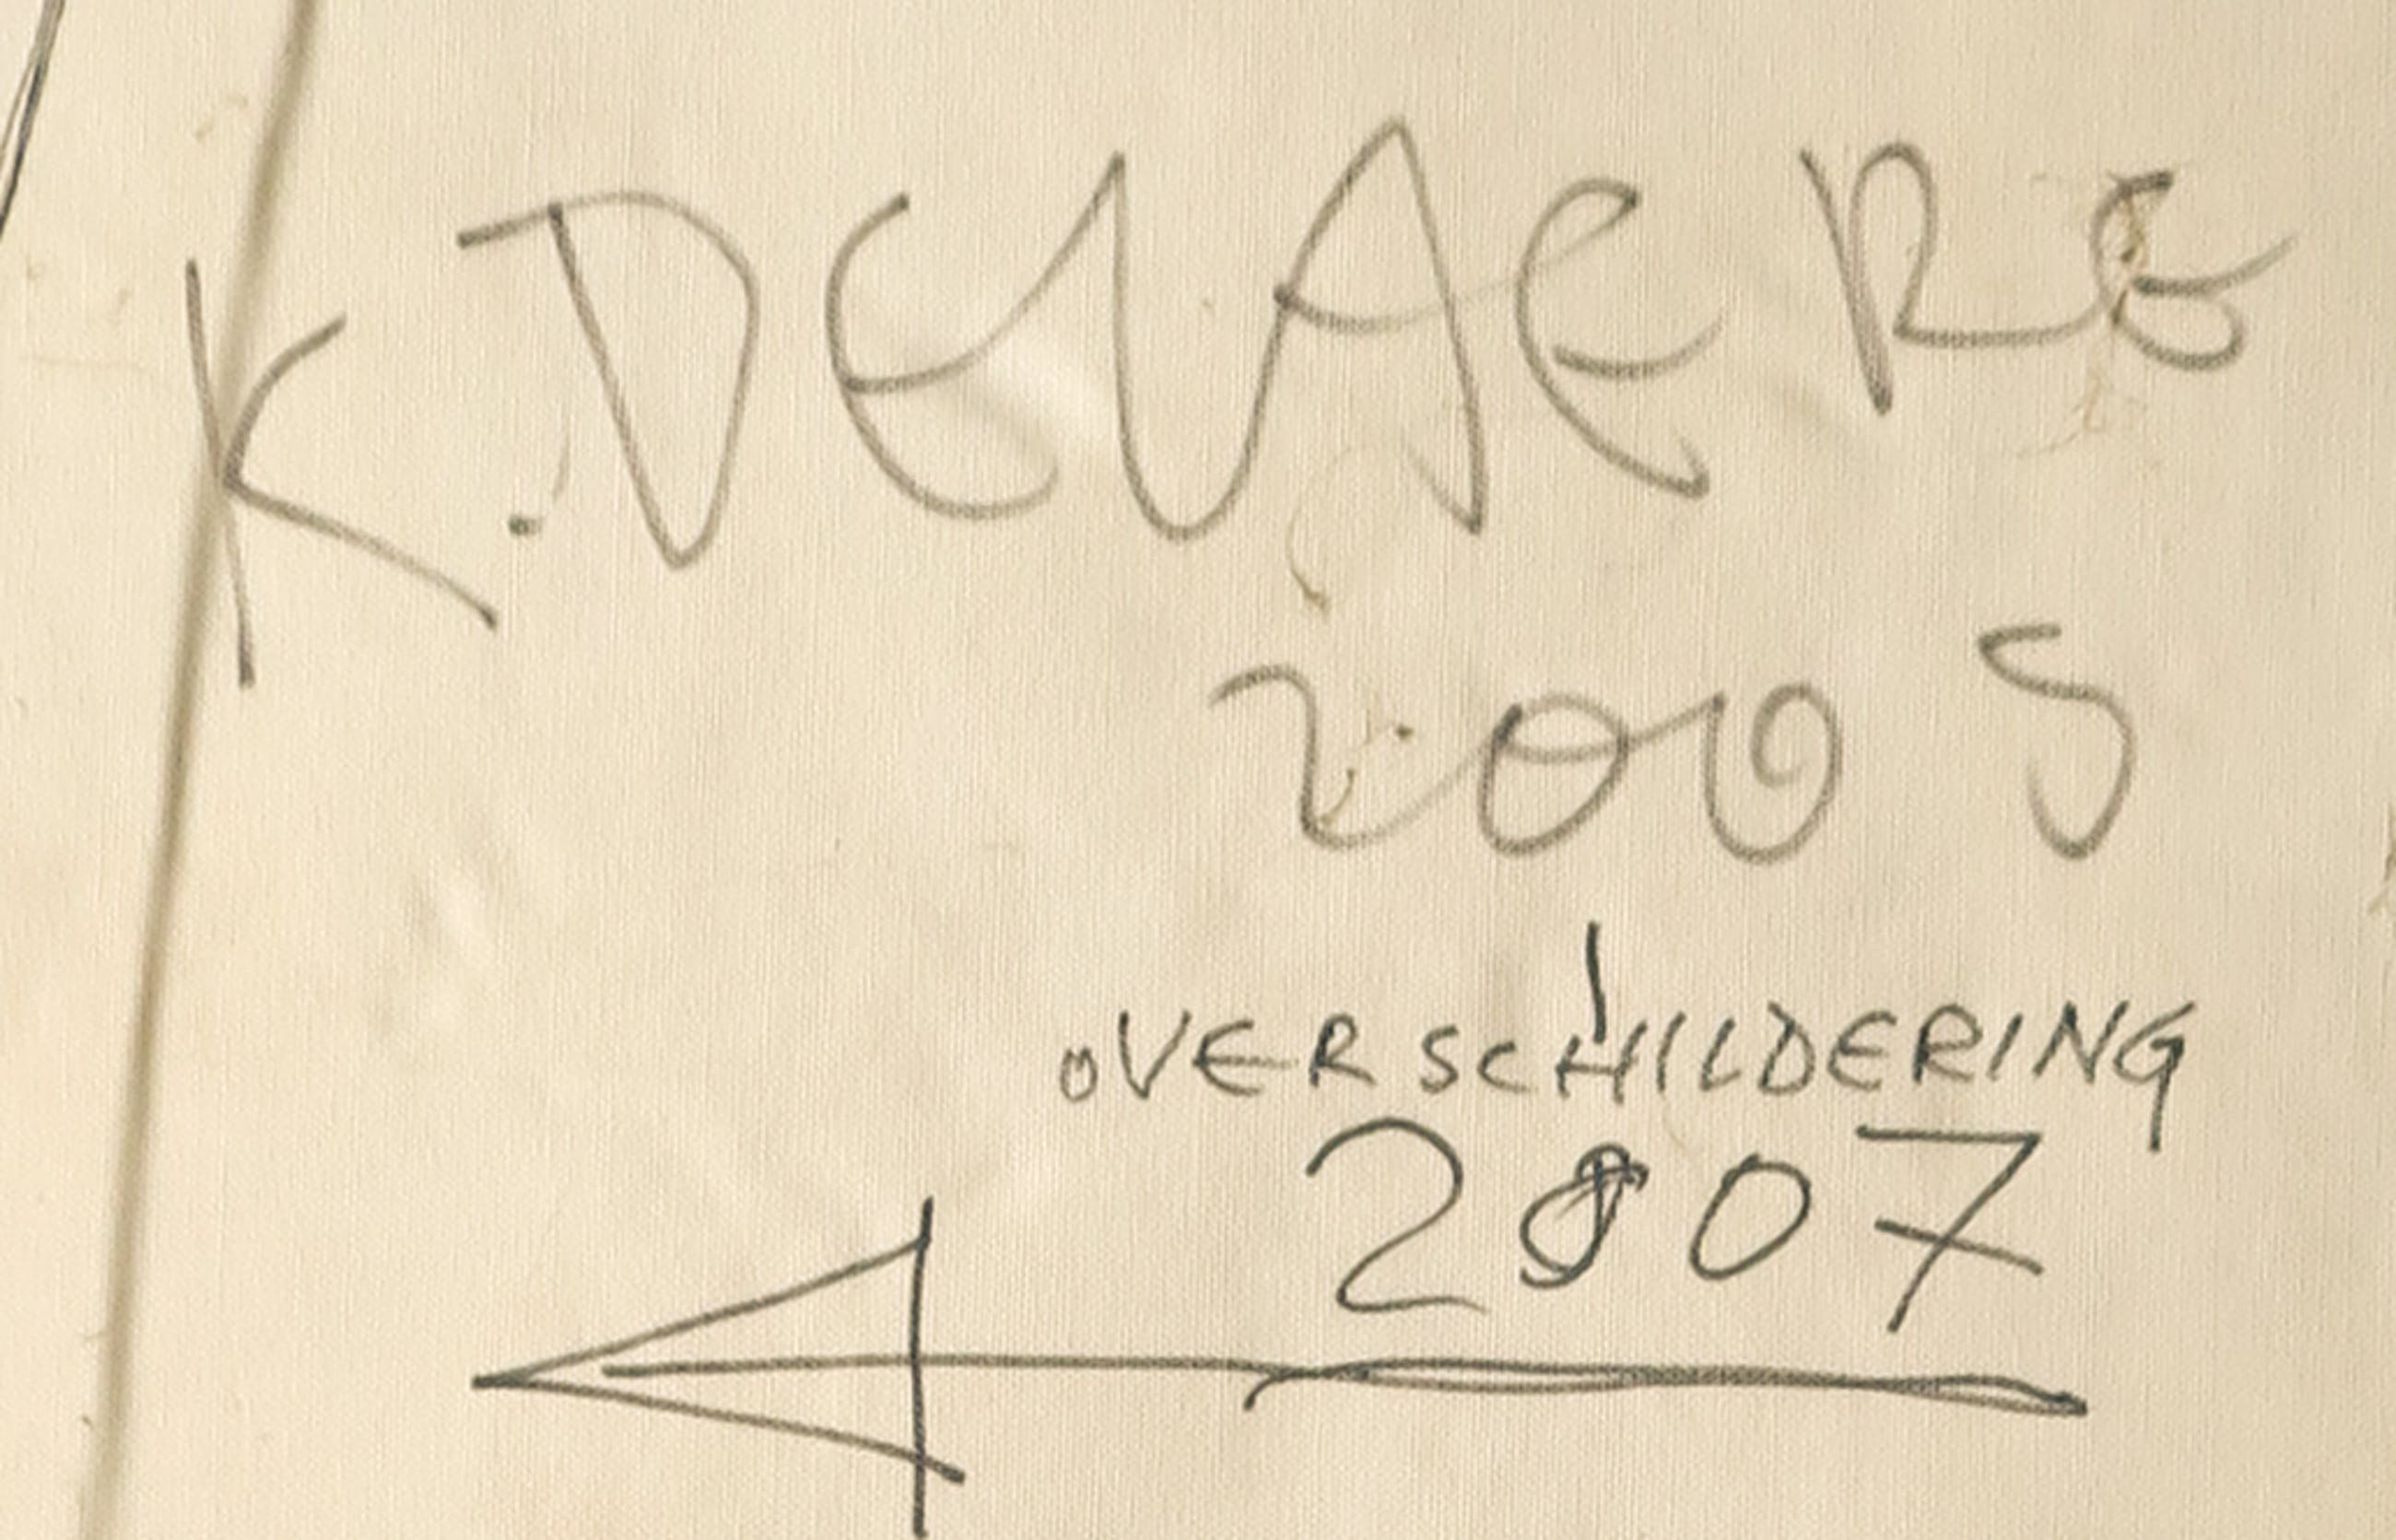 K. DELAERE
2005
OVERSCHILDERING
2007